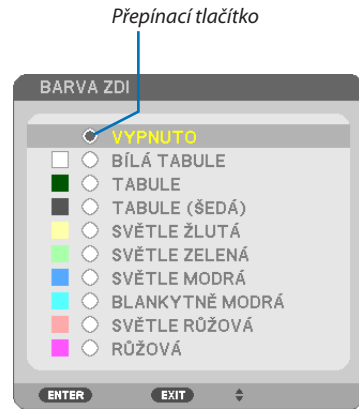 Přepínací tlačítko
BARVA ZDI
VYPNUTO
BÍLÁ TABULE
TABULE
TABULE (ŠEDÁ)
SVĚTLE ŽLUTÁ
SVĚTLE ZELENÁ
SVĚTLE MODRÁ
BLANKYTNĚ MODRÁ
SVĚTLE RŮŽOVÁ
RŮŽOVÁ
ENTER EXIT